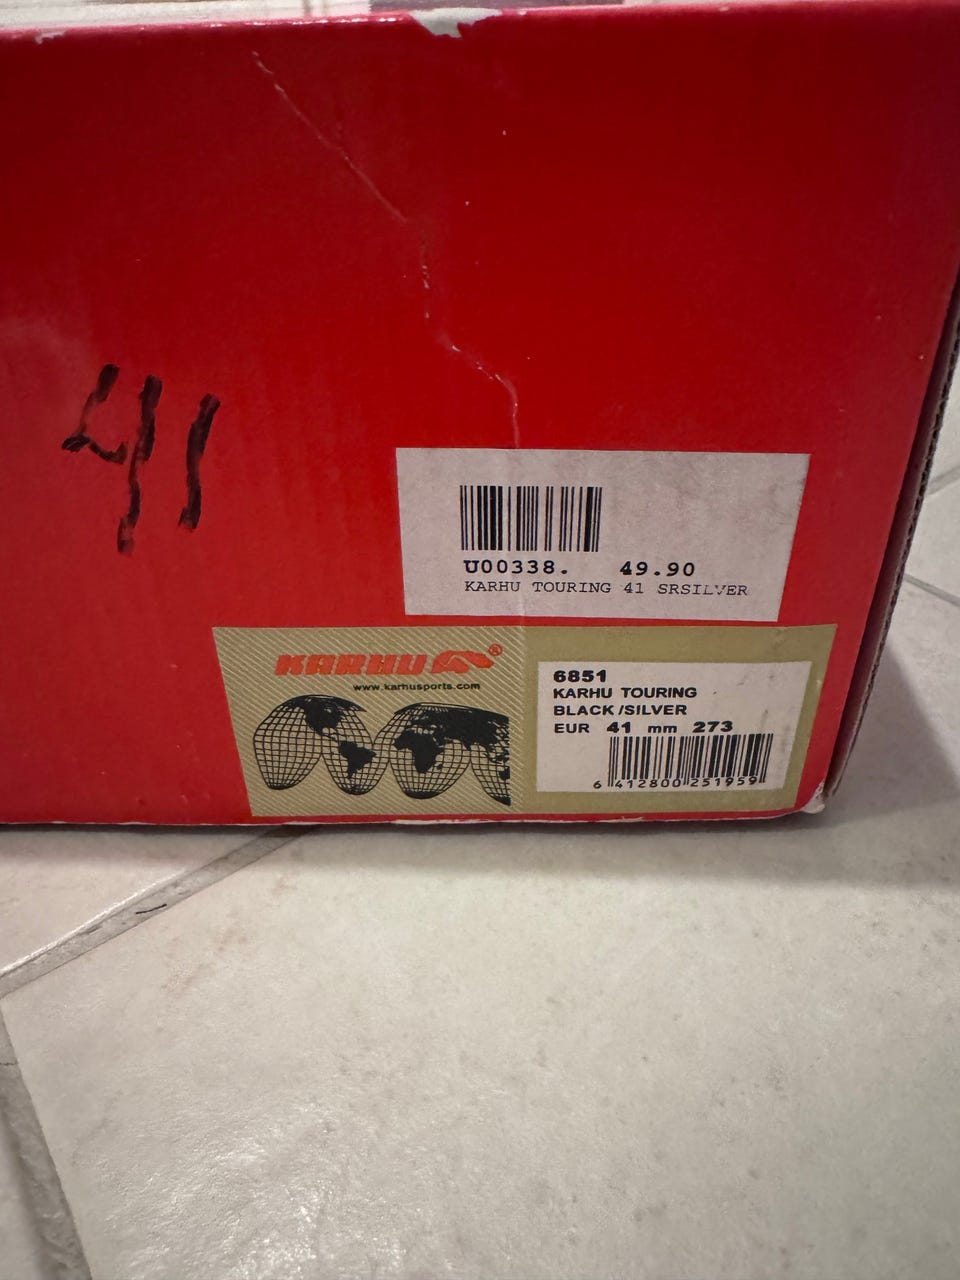 41
U00338. 49.90
KARHU TOURING 41 SRSILVER
KARHU ®
www.karhusports.com
6851
KARHU TOURING
BLACK/SILVER
EUR 41 mm 273
6 412800 251959